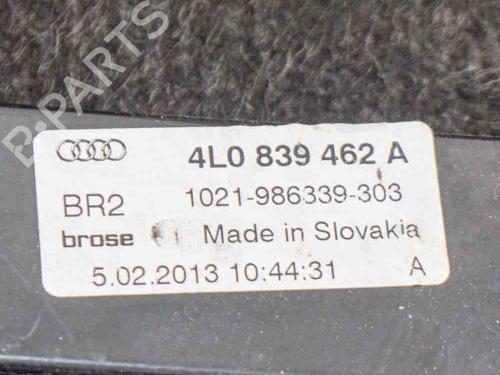 B-PARTS
4L0 839 462 A
BR2 1021-986339-303
brose Made in Slovakia
5.02.2013 10:44:31 A